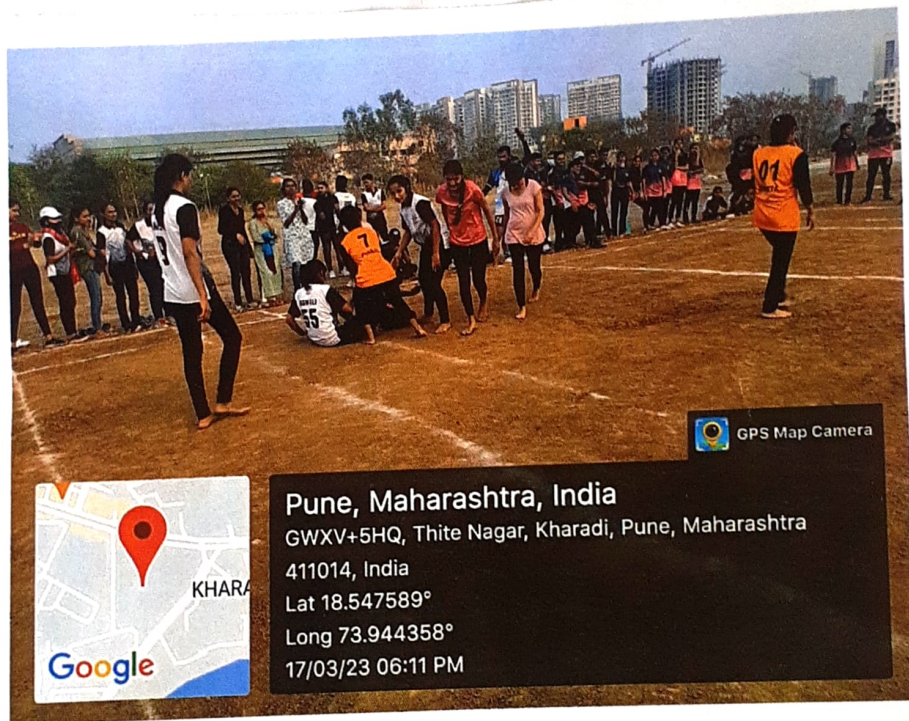 01
7
9
55
GPS Map Camera
Pune, Maharashtra, India
GWXV+5HQ, Thite Nagar, Kharadi, Pune, Maharashtra
411014, India
Lat 18.547589°
Long 73.944358°
17/03/23 06:11 PM
KHARA
Google